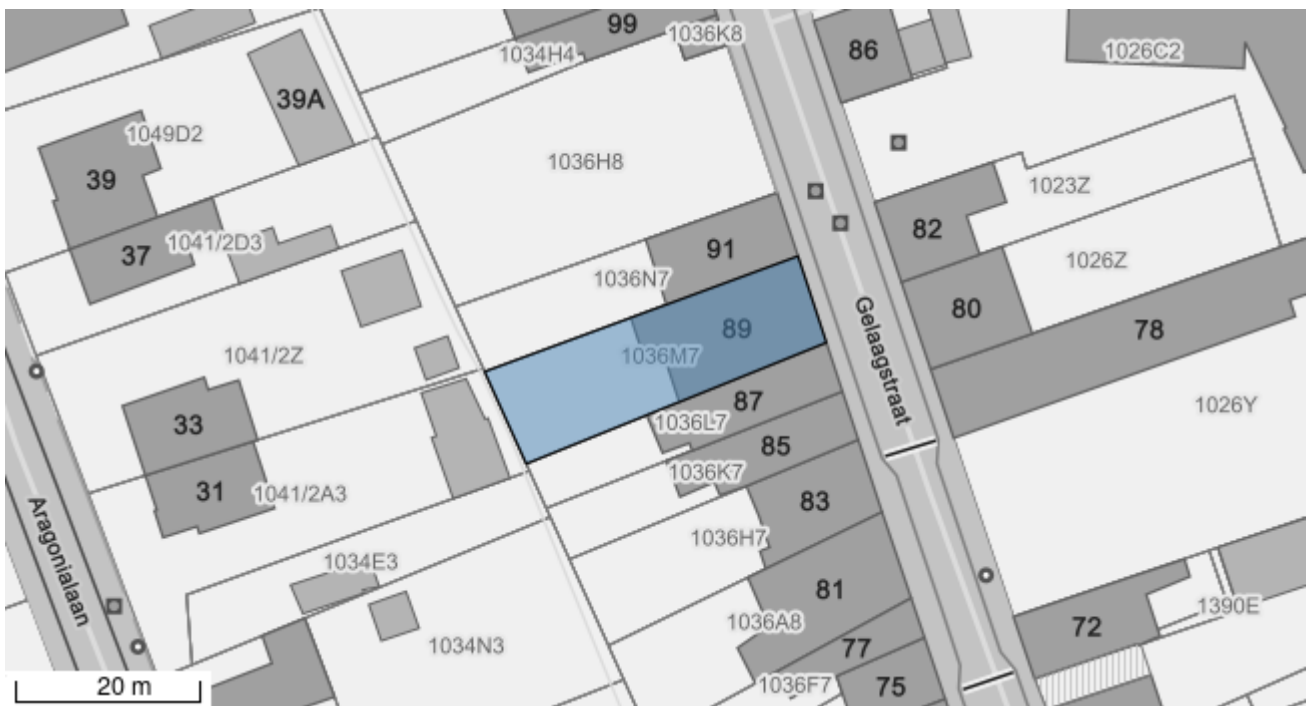 99
1036K8
86
1034H4
1026C2
39A
1049D2
1036H8
39
1023Z
91
82
37
1041/2D3
1026Z
1036N7
80
89
78
1041/2Z
1036M7
Gelaagstraat
87
1026Y
33
1036L7
85
1036K7
31
1041/2A3
83
Aragonialaan
1036H7
1034E3
81
1390E
1036A8
72
1034N3
77
1036F7
75
20 m